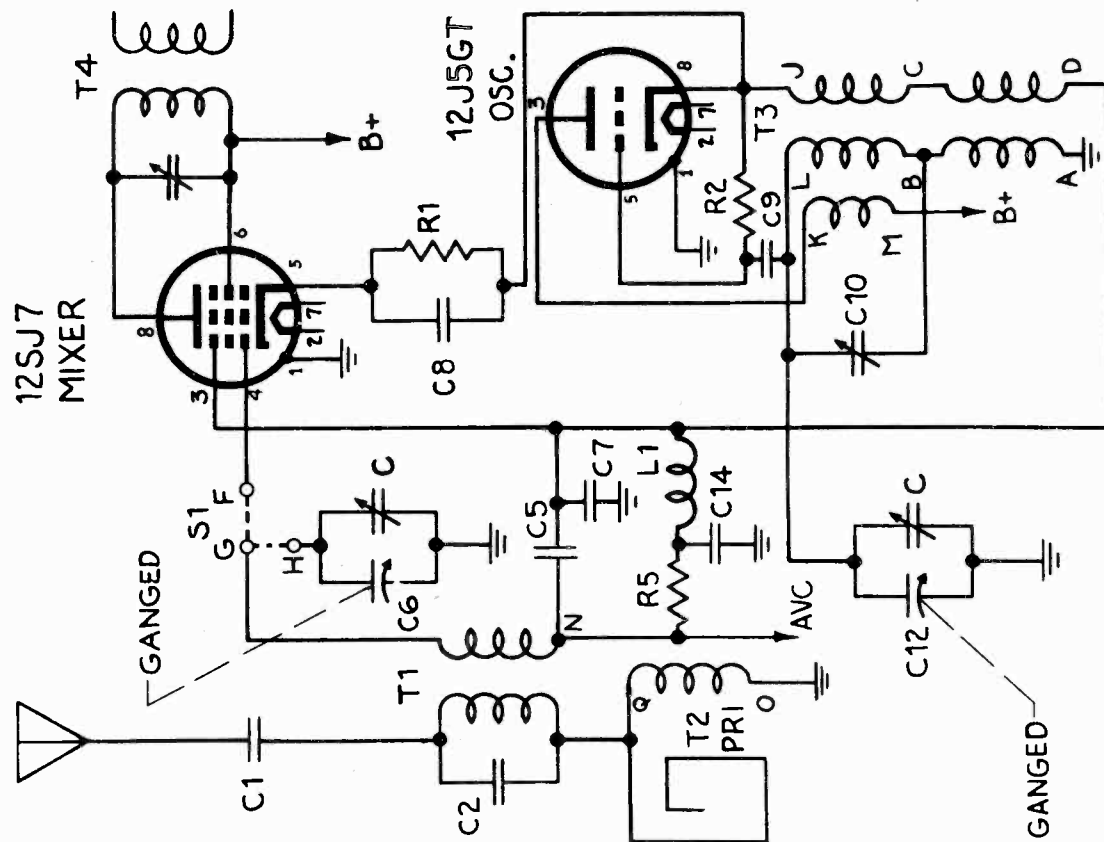 12SJ7
MIXER
T4
B+
8
6
3
4
5
1
2
7
12J5GT
OSC.
3
5
8
1
2
7
R1
C8
R2
C9
T3
J
C
D
L
B
A
K
M
B+
C10
GANGED
S1
F
G
H
C
C6
C5
C7
L1
C14
R5
N
AVC
T1
C1
C2
Q
T2
PRI
O
C
C12
GANGED